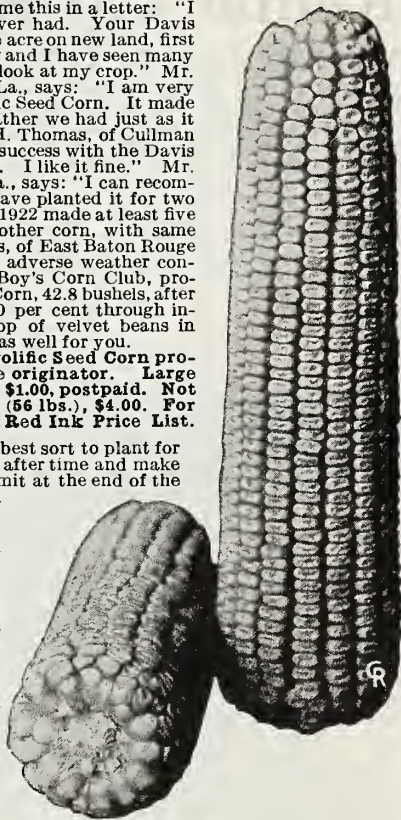 me this in a letter: "I
ver had. Your Davis
e acre on new land, first
and I have seen many
look at my crop." Mr.
La., says: "I am very
ic Seed Corn. It made
ather we had just as it
H. Thomas, of Cullman
success with the Davis
. I like it fine." Mr.
a., says: "I can recom-
ave planted it for two
1922 made at least five
other corn, with same
s, of East Baton Rouge
adverse weather con-
Boy's Corn Club, pro-
Corn, 42.8 bushels, after
0 per cent through in-
op of velvet beans in
as well for you.
rolific Seed Corn pro-
e originator. Large
$1.00, postpaid. Not
(56 lbs.), $4.00. For
Red Ink Price List.
best sort to plant for
after time and make
mit at the end of the
CR